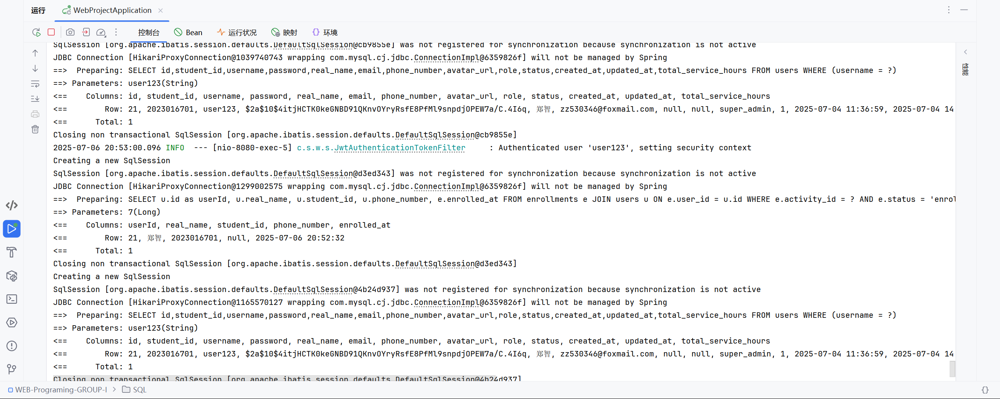 运行 WebProjectApplication
控制台 Bean 运行状况 映射 环境
SqlSession [org.apache.ibatis.session.defaults.DefaultSqlSession@cb9855e] was not registered for synchronization because synchronization is not active
JDBC Connection [HikariProxyConnection@1039740743 wrapping com.mysql.cj.jdbc.ConnectionImpl@6359826f] will not be managed by Spring
==>  Preparing: SELECT id,student_id,username,password,real_name,email,phone_number,avatar_url,role,status,created_at,updated_at,total_service_hours FROM users WHERE (username = ?)
==> Parameters: user123(String)
<==    Columns: id, student_id, username, password, real_name, email, phone_number, avatar_url, role, status, created_at, updated_at, total_service_hours
<==        Row: 21, 2023016701, user123, $2a$10$4itjHCTK0keGNBD91QKnvOYryRsfE8PfMl9snpdjOPEW7a/C.4I6q, 郑智, zz530346@foxmail.com, null, null, super_admin, 1, 2025-07-04 11:36:59, 2025-07-04 14
<==      Total: 1
Closing non transactional SqlSession [org.apache.ibatis.session.defaults.DefaultSqlSession@cb9855e]
2025-07-06 20:53:00.096 INFO  --- [nio-8080-exec-5] c.s.w.s.JwtAuthenticationTokenFilter     : Authenticated user 'user123', setting security context
Creating a new SqlSession
SqlSession [org.apache.ibatis.session.defaults.DefaultSqlSession@d3ed343] was not registered for synchronization because synchronization is not active
JDBC Connection [HikariProxyConnection@1299002575 wrapping com.mysql.cj.jdbc.ConnectionImpl@6359826f] will not be managed by Spring
==>  Preparing: SELECT u.id as userId, u.real_name, u.student_id, u.phone_number, e.enrolled_at FROM enrollments e JOIN users u ON e.user_id = u.id WHERE e.activity_id = ? AND e.status = 'enrol
==> Parameters: 7(Long)
<==    Columns: userId, real_name, student_id, phone_number, enrolled_at
<==        Row: 21, 郑智, 2023016701, null, 2025-07-06 20:52:32
<==      Total: 1
Closing non transactional SqlSession [org.apache.ibatis.session.defaults.DefaultSqlSession@d3ed343]
Creating a new SqlSession
SqlSession [org.apache.ibatis.session.defaults.DefaultSqlSession@4b24d937] was not registered for synchronization because synchronization is not active
JDBC Connection [HikariProxyConnection@1165570127 wrapping com.mysql.cj.jdbc.ConnectionImpl@6359826f] will not be managed by Spring
==>  Preparing: SELECT id,student_id,username,password,real_name,email,phone_number,avatar_url,role,status,created_at,updated_at,total_service_hours FROM users WHERE (username = ?)
==> Parameters: user123(String)
<==    Columns: id, student_id, username, password, real_name, email, phone_number, avatar_url, role, status, created_at, updated_at, total_service_hours
<==        Row: 21, 2023016701, user123, $2a$10$4itjHCTK0keGNBD91QKnvOYryRsfE8PfMl9snpdjOPEW7a/C.4I6q, 郑智, zz530346@foxmail.com, null, null, super_admin, 1, 2025-07-04 11:36:59, 2025-07-04 14
<==      Total: 1
Closing non transactional SqlSession [org.apache.ibatis.session.defaults.DefaultSqlSession@4b24d937]
性能
WEB-Programing-GROUP-I > SQL